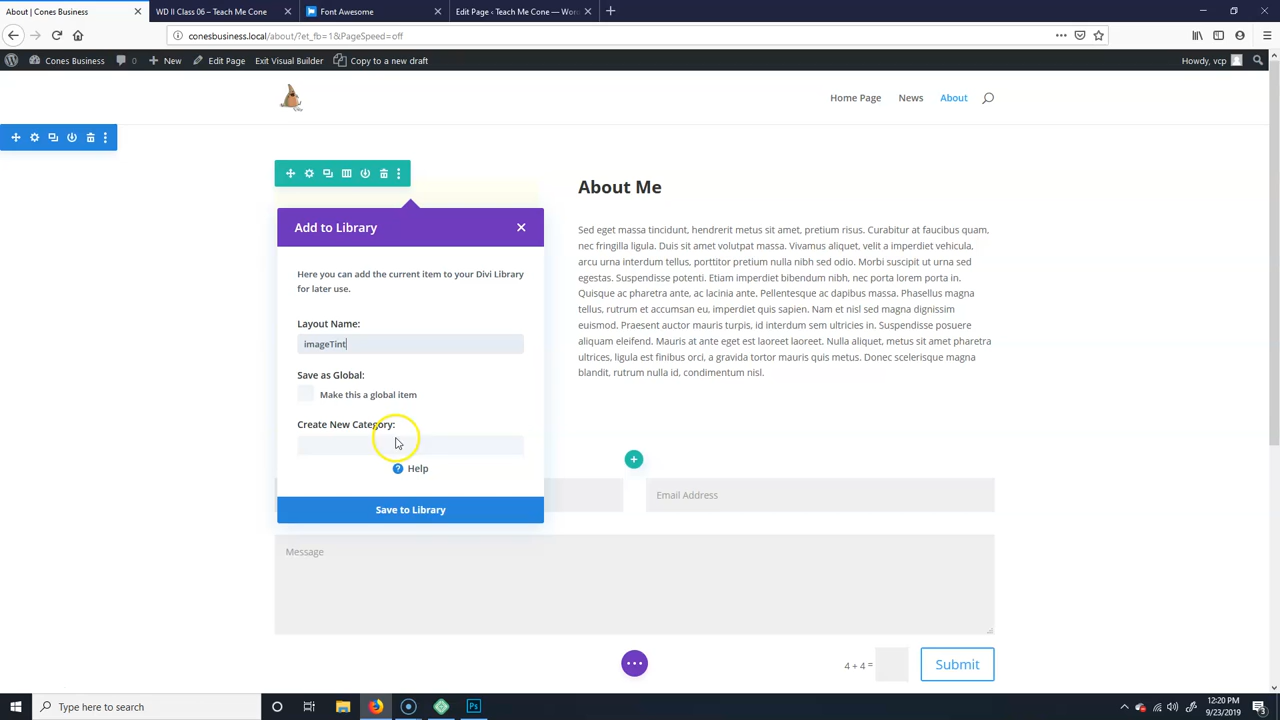 About | Cones Business
WD II Class 06 – Teach Me Cone
Font Awesome
Edit Page ‹ Teach Me Cone — Wor
conesbusiness.local/about/?et_fb=1&PageSpeed=off
Cones Business
0
New
Edit Page
Exit Visual Builder
Copy to a new draft
Howdy, vcp
Home Page
News
About
About Me
Add to Library
Here you can add the current item to your Divi Library
for later use.
Layout Name:
imageTint
Save as Global:
Make this a global item
Create New Category:
Help
Save to Library
Sed eget massa tincidunt, hendrerit metus sit amet, pretium risus. Curabitur at faucibus quam,
nec fringilla ligula. Duis sit amet volutpat massa. Vivamus aliquet, velit a imperdiet vehicula,
arcu urna interdum tellus, porttitor pretium nulla nibh sed odio. Morbi suscipit ut urna sed
egestas. Suspendisse potenti. Etiam imperdiet bibendum nibh, nec porta lorem porta in.
Quisque ac pharetra ante, ac lacinia ante. Pellentesque ac dapibus massa. Phasellus magna
tellus, rutrum et accumsan eu, imperdiet quis sapien. Nam et nisl sed magna dignissim
euismod. Praesent auctor mauris turpis, id interdum sem ultricies in. Suspendisse posuere
aliquam eleifend. Mauris at ante eget est laoreet laoreet. Nulla aliquet, metus sit amet pharetra
ultrices, ligula est finibus orci, a gravida tortor mauris quis metus. Donec scelerisque magna
blandit, rutrum nulla id, condimentum nisl.
Email Address
Message
4 + 4 =
Submit
Type here to search
Ps
12:20 PM
9/23/2019
3